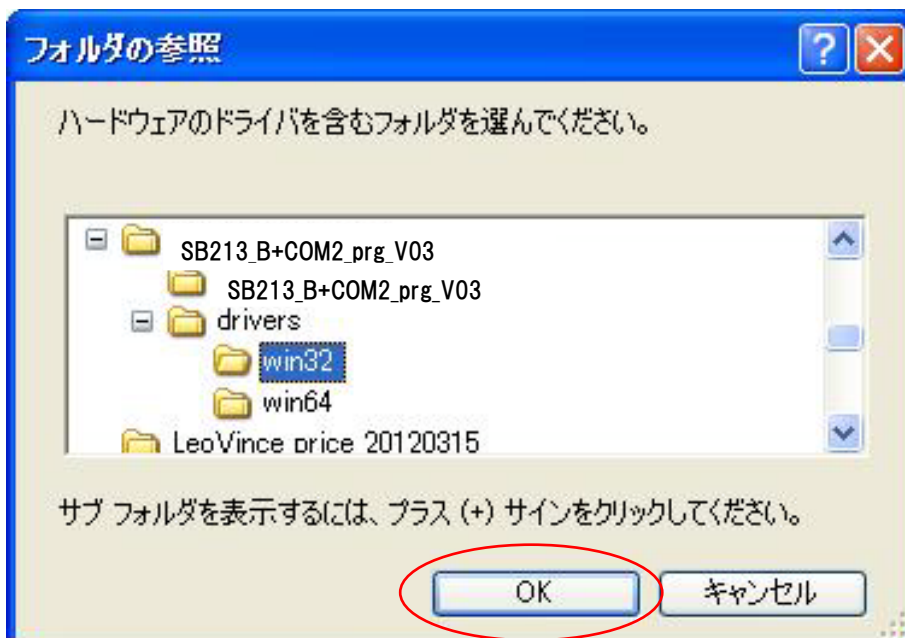 フォルダの参照
ハードウェアのドライバを含むフォルダを選んでください。
SB213_B+COM2_prg_V03
SB213_B+COM2_prg_V03
drivers
win32
win64
LeoVince price 20120315
サブ フォルダを表示するには、プラス (+) サインをクリックしてください。
OK キャンセル